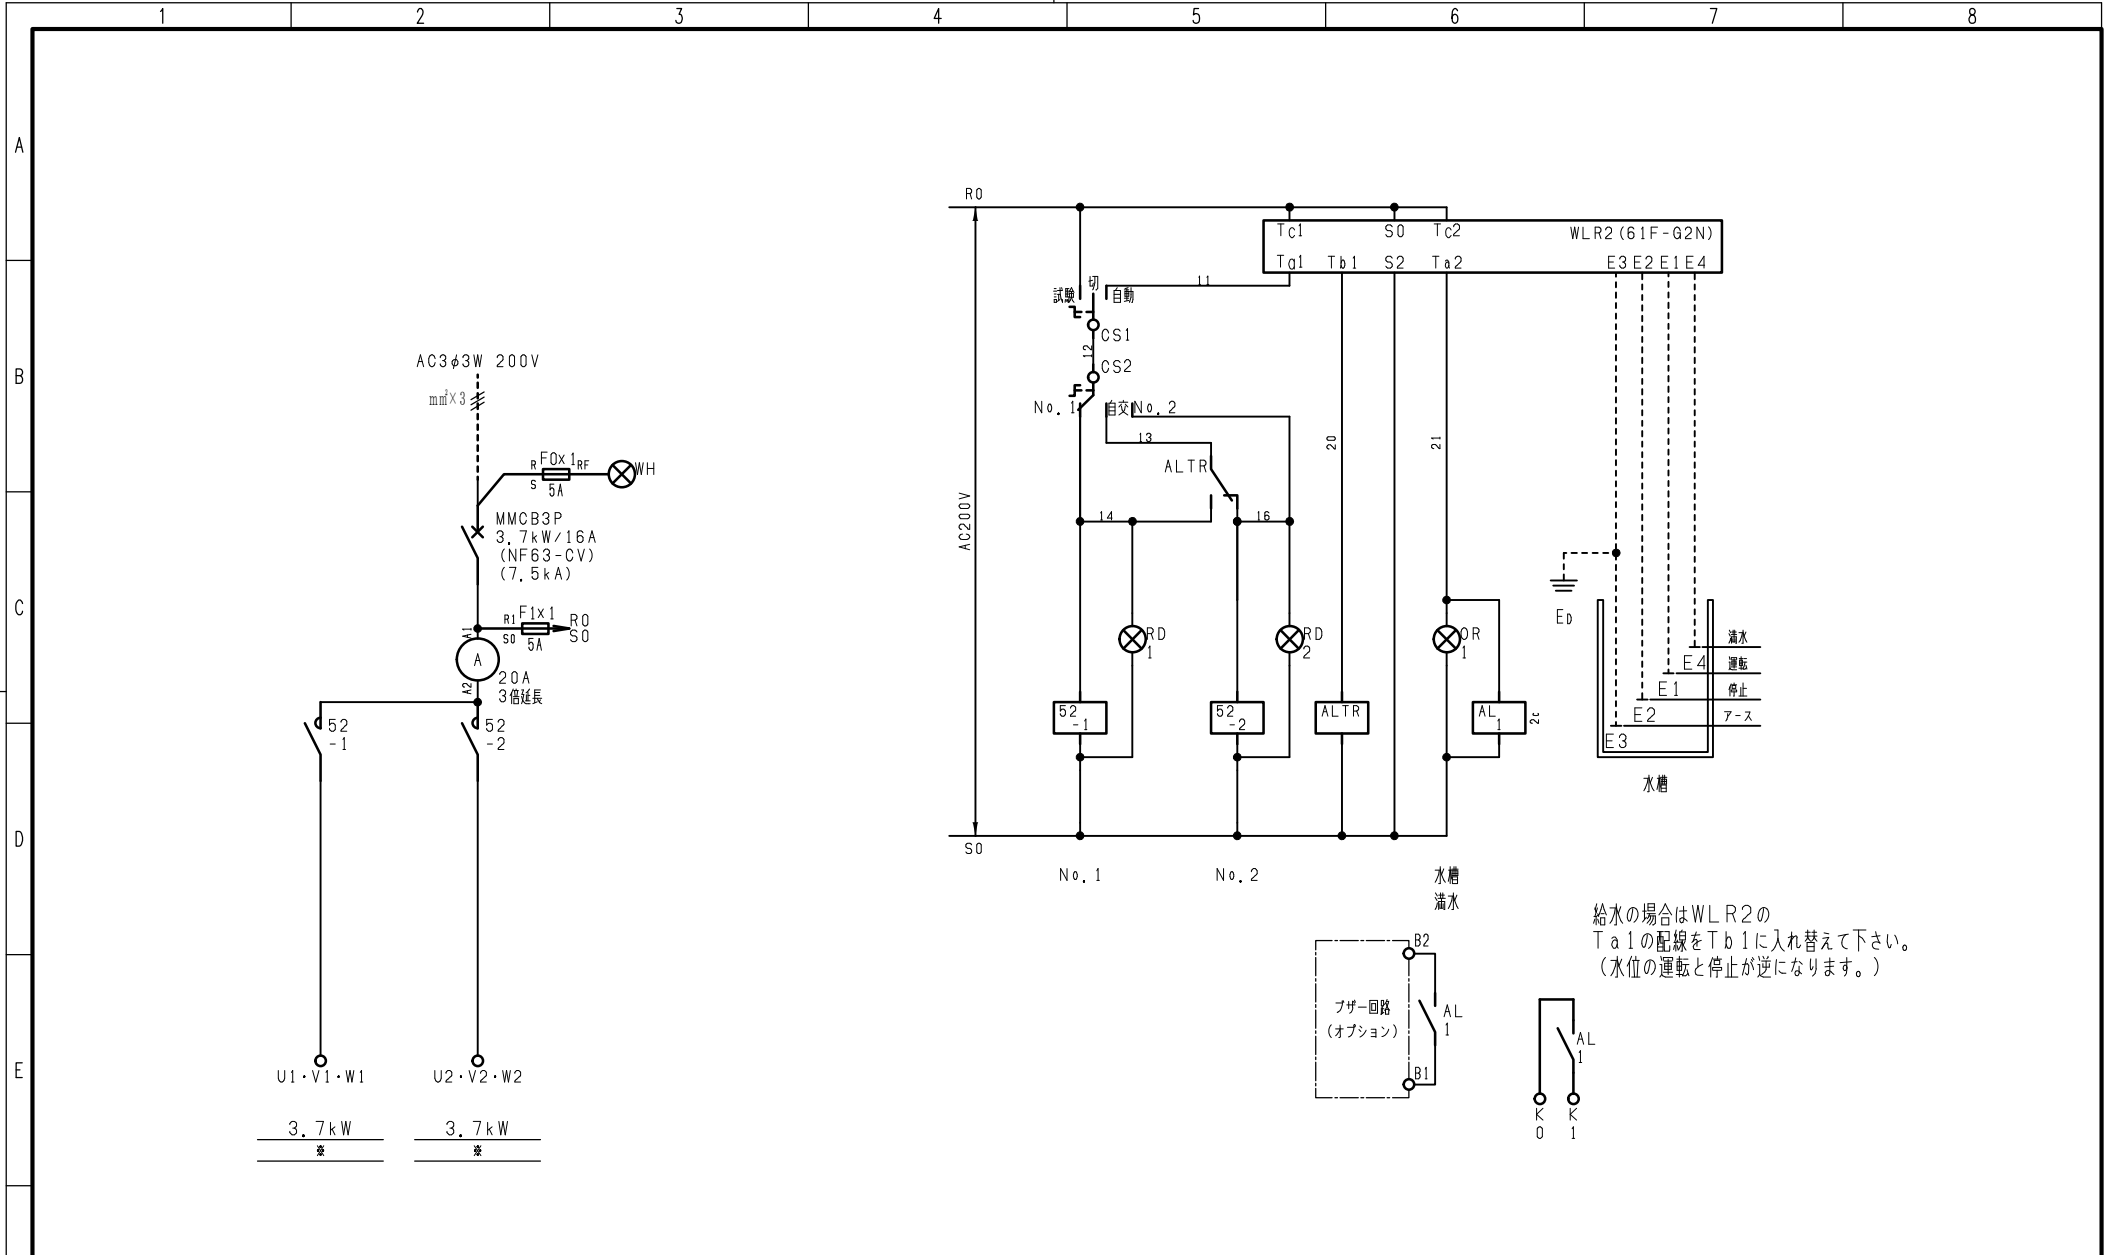 1 2 3 4 5 6 7 8
A
B
C
D
E
AC3φ3W 200V
mm²×3
R F0x1 RF
S 5A
WH
MMCB3P
3.7kW/16A
(NF63-CV)
(7.5kA)
R1 F1x1 R0
S0 5A S0
A1
A
A2
20A
3倍延長
52
-1
52
-2
U1・V1・W1
U2・V2・W2
3.7kW
※
3.7kW
※
R0
AC200V
S0
Tc1 S0 Tc2 WLR2(61F-G2N)
Ta1 Tb1 S2 Ta2 E3 E2 E1 E4
試験 切 自動
11
CS1
12
CS2
No.1 自交 No.2
13
ALTR
14
16
20
21
RD
1
RD
2
OR
1
52
-1
52
-2
ALTR
AL
1
2c
ED
満水
E4 運転
E1 停止
E2 アース
E3
水槽
No.1
No.2
水槽
満水
給水の場合はWLR2の
Ta1の配線をTb1に入れ替えて下さい。
(水位の運転と停止が逆になります。)
B2
ブザー回路
(オプション)
AL
1
B1
AL
1
K
0
K
1